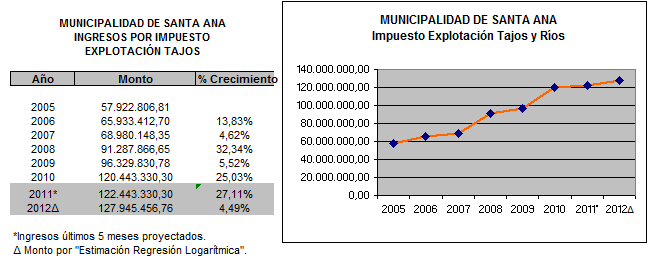 MUNICIPALIDAD DE SANTA ANA
INGRESOS POR IMPUESTO
EXPLOTACIÓN TAJOS
Año Monto % Crecimiento
2005 57.922.806,81
2006 65.933.412,70 13,83%
2007 68.980.148,35 4,62%
2008 91.287.866,65 32,34%
2009 96.329.830,78 5,52%
2010 120.443.330,30 25,03%
2011* 122.443.330,30 27,11%
2012Δ 127.945.456,76 4,49%
*Ingresos últimos 5 meses proyectados.
Δ Monto por "Estimación Regresión Logarítmica".
MUNICIPALIDAD DE SANTA ANA
Impuesto Explotación Tajos y Ríos
140.000.000,00
120.000.000,00
100.000.000,00
80.000.000,00
60.000.000,00
40.000.000,00
20.000.000,00
0,00
2005 2006 2007 2008 2009 2010 2011* 2012Δ